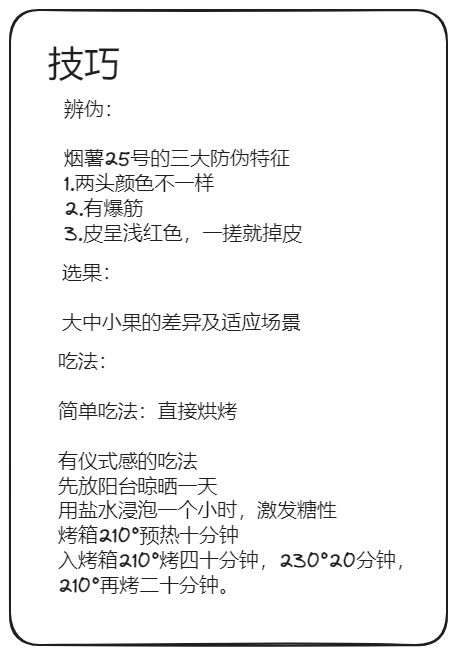 技巧
辨伪：
烟薯25号的三大防伪特征
1.两头颜色不一样
2.有爆筋
3.皮呈浅红色，一搓就掉皮
选果：
大中小果的差异及适应场景
吃法：
简单吃法：直接烘烤
有仪式感的吃法
先放阳台晾晒一天
用盐水浸泡一个小时，激发糖性
烤箱210°预热十分钟
入烤箱210°烤四十分钟，230°20分钟，
210°再烤二十分钟。